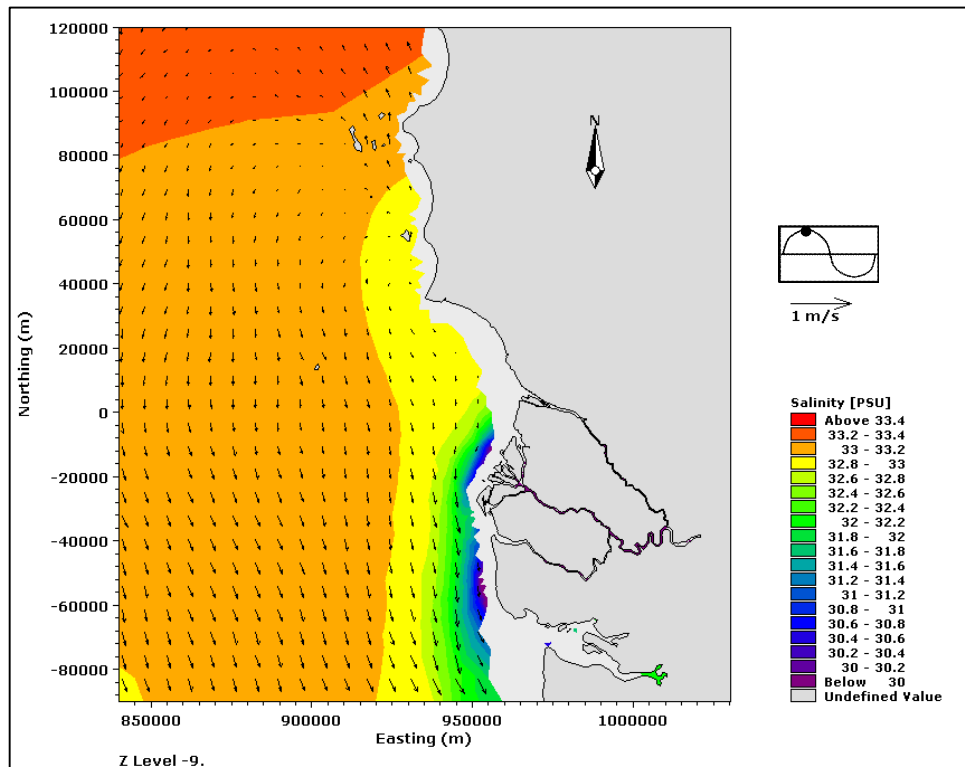 120000
100000
80000
60000
40000
20000
0
-20000
-40000
-60000
-80000
Northing (m)
850000 900000 950000 1000000
Easting (m)
Z Level -9.
N
1 m/s
Salinity [PSU]
Above 33.4
33.2 - 33.4
33 - 33.2
32.8 - 33
32.6 - 32.8
32.4 - 32.6
32.2 - 32.4
32 - 32.2
31.8 - 32
31.6 - 31.8
31.4 - 31.6
31.2 - 31.4
31 - 31.2
30.8 - 31
30.6 - 30.8
30.4 - 30.6
30.2 - 30.4
30 - 30.2
Below 30
Undefined Value